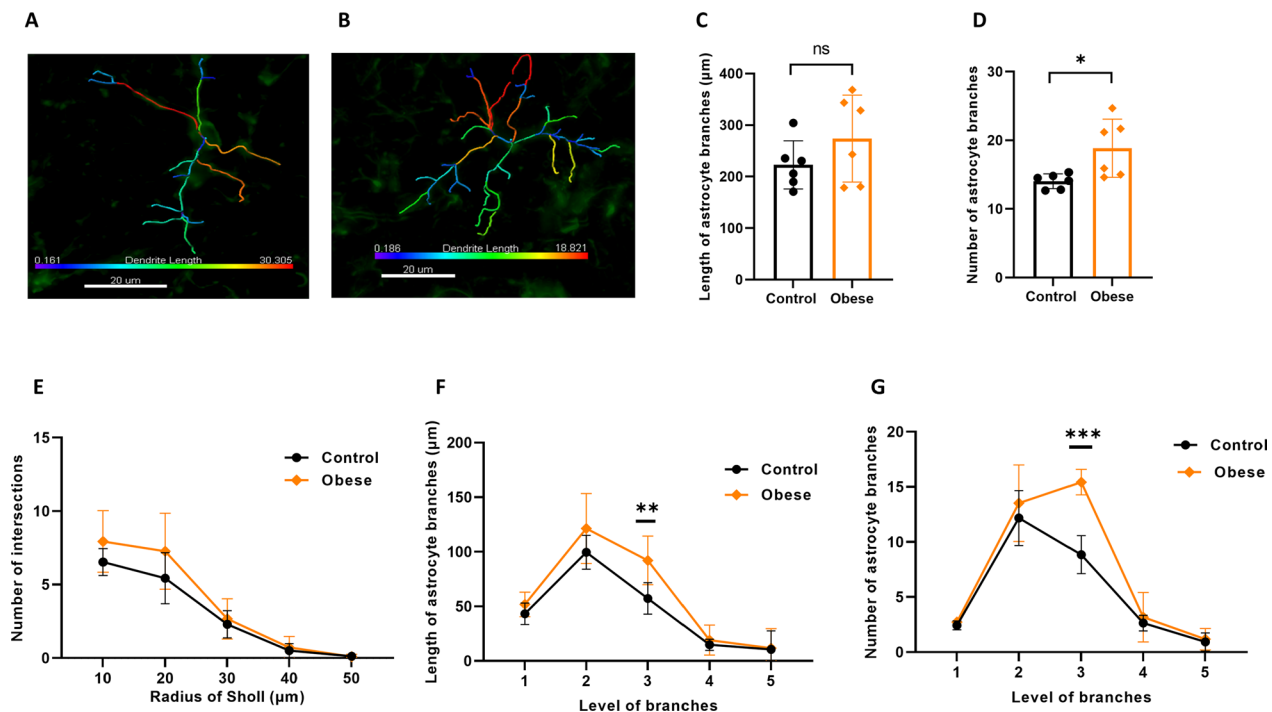 A
B
C
D
0.161 Dendrite Length 30.305
20 um
0.186 Dendrite Length 18.821
20 um
Length of astrocyte branches (µm)
400
300
200
100
0
ns
Control Obese
Number of astrocyte branches
30
20
10
0
*
Control Obese
E
F
G
Number of intersections
15
10
5
0
Control
Obese
10 20 30 40 50
Radius of Sholl (µm)
Length of astrocyte branches (µm)
200
150
100
50
0
**
Control
Obese
1 2 3 4 5
Level of branches
Number of astrocyte branches
20
15
10
5
0
***
Control
Obese
1 2 3 4 5
Level of branches